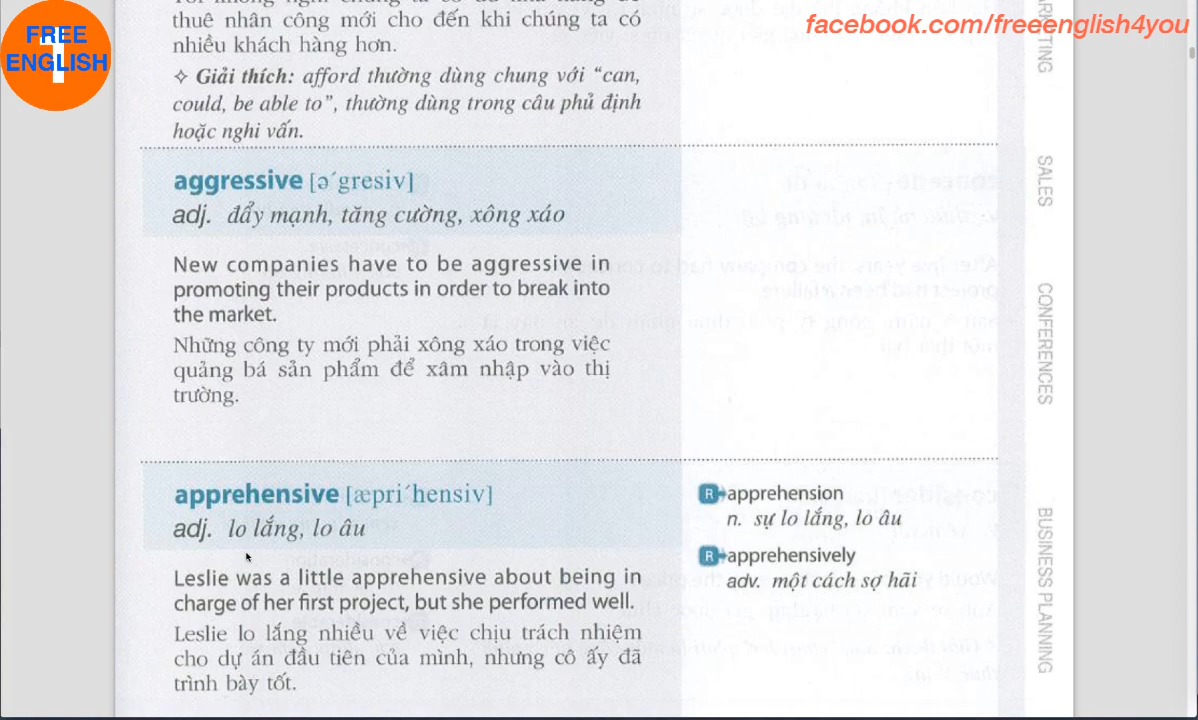 FREE
1
ENGLISH
facebook.com/freeenglish4you
thuê nhân công mới cho đến khi chúng ta có
nhiều khách hàng hơn.
✧ Giải thích: afford thường dùng chung với “can,
could, be able to”, thường dùng trong câu phủ định
hoặc nghi vấn.
aggressive [ə´gresiv]
adj. đẩy mạnh, tăng cường, xông xáo
New companies have to be aggressive in
promoting their products in order to break into
the market.
Những công ty mới phải xông xáo trong việc
quảng bá sản phẩm để xâm nhập vào thị
trường.
apprehensive [æpri´hensiv]
adj. lo lắng, lo âu
Leslie was a little apprehensive about being in
charge of her first project, but she performed well.
Leslie lo lắng nhiều về việc chịu trách nhiệm
cho dự án đầu tiên của mình, nhưng cô ấy đã
trình bày tốt.
R apprehension
n. sự lo lắng, lo âu
R apprehensively
adv. một cách sợ hãi
SALES
CONFERENCES
BUSINESS PLANNING